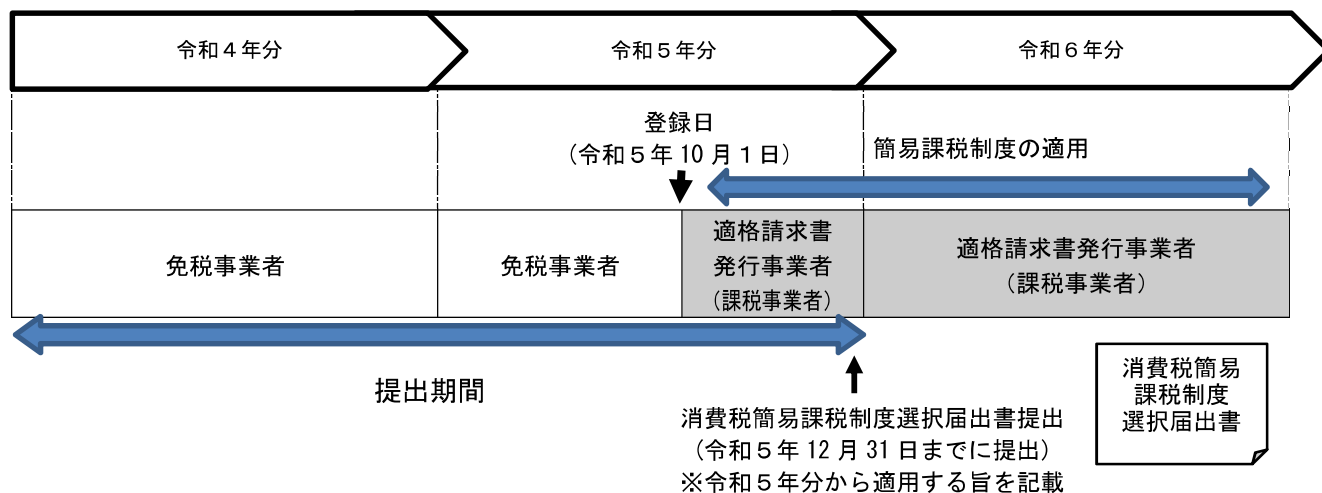 令和４年分
令和５年分
令和６年分
登録日
（令和５年 10 月１日）
簡易課税制度の適用
免税事業者
免税事業者
適格請求書
発行事業者
（課税事業者）
適格請求書発行事業者
（課税事業者）
提出期間
消費税簡易課税制度選択届出書提出
（令和５年 12 月 31 日までに提出）
※令和５年分から適用する旨を記載
消費税簡易
課税制度
選択届出書